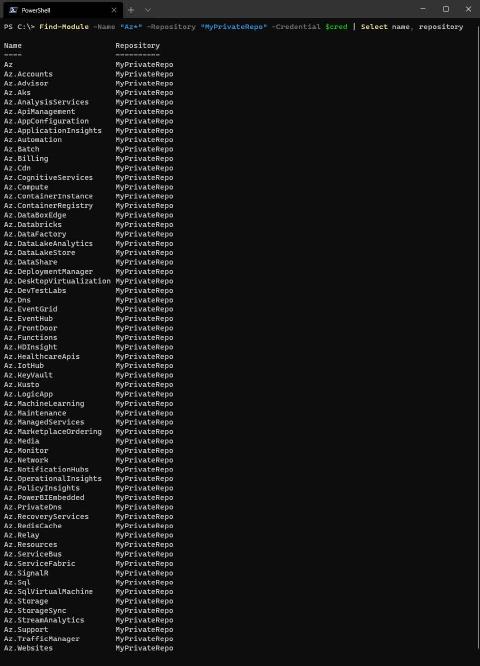 PowerShell
PS C:\> Find-Module -Name "Az*" -Repository "MyPrivateRepo" -Credential $cred | Select name, repository
Name Repository
---- ----------
Az MyPrivateRepo
Az.Accounts MyPrivateRepo
Az.Advisor MyPrivateRepo
Az.Aks MyPrivateRepo
Az.AnalysisServices MyPrivateRepo
Az.ApiManagement MyPrivateRepo
Az.AppConfiguration MyPrivateRepo
Az.ApplicationInsights MyPrivateRepo
Az.Automation MyPrivateRepo
Az.Batch MyPrivateRepo
Az.Billing MyPrivateRepo
Az.Cdn MyPrivateRepo
Az.CognitiveServices MyPrivateRepo
Az.Compute MyPrivateRepo
Az.ContainerInstance MyPrivateRepo
Az.ContainerRegistry MyPrivateRepo
Az.DataBoxEdge MyPrivateRepo
Az.Databricks MyPrivateRepo
Az.DataFactory MyPrivateRepo
Az.DataLakeAnalytics MyPrivateRepo
Az.DataLakeStore MyPrivateRepo
Az.DataShare MyPrivateRepo
Az.DeploymentManager MyPrivateRepo
Az.DesktopVirtualization MyPrivateRepo
Az.DevTestLabs MyPrivateRepo
Az.Dns MyPrivateRepo
Az.EventGrid MyPrivateRepo
Az.EventHub MyPrivateRepo
Az.FrontDoor MyPrivateRepo
Az.Functions MyPrivateRepo
Az.HDInsight MyPrivateRepo
Az.HealthcareApis MyPrivateRepo
Az.IotHub MyPrivateRepo
Az.KeyVault MyPrivateRepo
Az.Kusto MyPrivateRepo
Az.LogicApp MyPrivateRepo
Az.MachineLearning MyPrivateRepo
Az.Maintenance MyPrivateRepo
Az.ManagedServices MyPrivateRepo
Az.MarketplaceOrdering MyPrivateRepo
Az.Media MyPrivateRepo
Az.Monitor MyPrivateRepo
Az.Network MyPrivateRepo
Az.NotificationHubs MyPrivateRepo
Az.OperationalInsights MyPrivateRepo
Az.PolicyInsights MyPrivateRepo
Az.PowerBIEmbedded MyPrivateRepo
Az.PrivateDns MyPrivateRepo
Az.RecoveryServices MyPrivateRepo
Az.RedisCache MyPrivateRepo
Az.Relay MyPrivateRepo
Az.Resources MyPrivateRepo
Az.ServiceBus MyPrivateRepo
Az.ServiceFabric MyPrivateRepo
Az.SignalR MyPrivateRepo
Az.Sql MyPrivateRepo
Az.SqlVirtualMachine MyPrivateRepo
Az.Storage MyPrivateRepo
Az.StorageSync MyPrivateRepo
Az.StreamAnalytics MyPrivateRepo
Az.Support MyPrivateRepo
Az.TrafficManager MyPrivateRepo
Az.Websites MyPrivateRepo